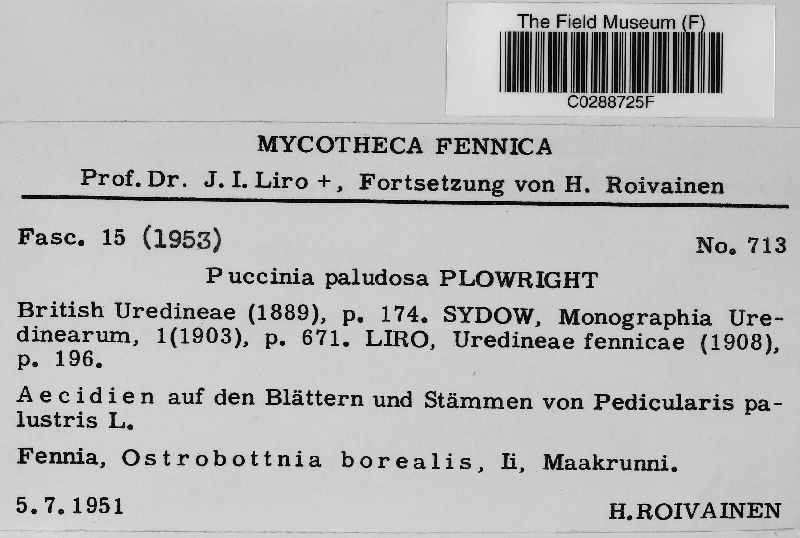 The Field Museum (F)
C0288725F
MYCOTHECA FENNICA
Prof. Dr. J. I. Liro +, Fortsetzung von H. Roivainen
Fasc. 15 (1953)
No. 713
Puccinia paludosa PLOWRIGHT
British Uredineae (1889), p. 174. SYDOW, Monographia Ure-
dinearum, 1(1903), p. 671. LIRO, Uredineae fennicae (1908),
p. 196.
Aecidien auf den Blättern und Stämmen von Pedicularis pa-
lustris L.
Fennia, Ostrobottnia borealis, Ii, Maakrunni.
5.7.1951
H. ROIVAINEN